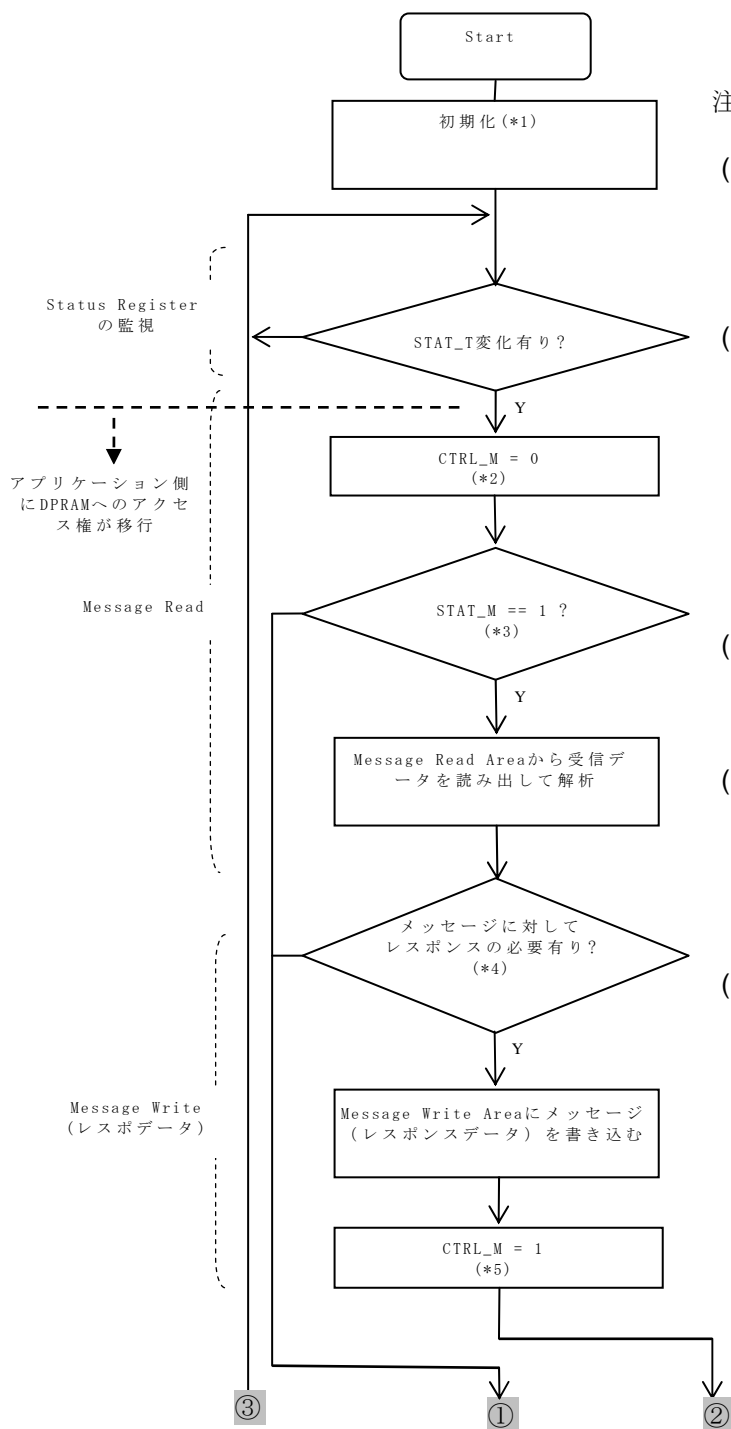 Start
注
初期化(*1)
(
Status Register
の監視
STAT_T変化有り?
(
Y
CTRL_M = 0
(*2)
アプリケーション側
にDPRAMへのアクセ
ス権が移行
Message Read
STAT_M == 1 ?
(*3)
(
Y
Message Read Areaから受信デ
ータを読み出して解析
(
メッセージに対して
レスポンスの必要有り?
(*4)
(
Y
Message Write
(レスポデータ)
Message Write Areaにメッセージ
(レスポンスデータ) を書き込む
CTRL_M = 1
(*5)
③
①
②